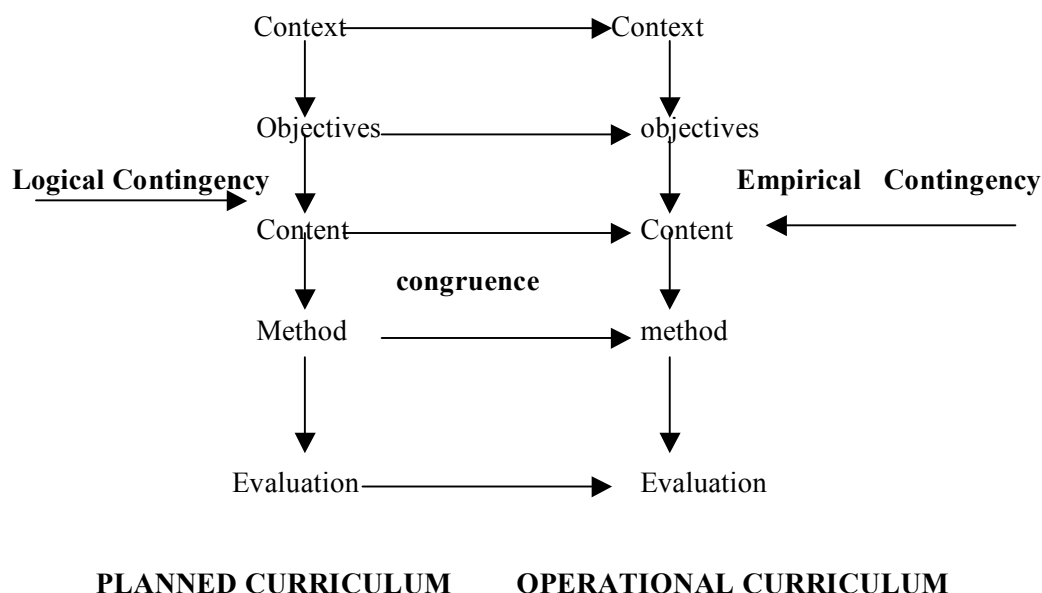 Context Context
Objectives objectives
Logical Contingency Empirical Contingency
Content Content
congruence
Method method
Evaluation Evaluation
PLANNED CURRICULUM OPERATIONAL CURRICULUM